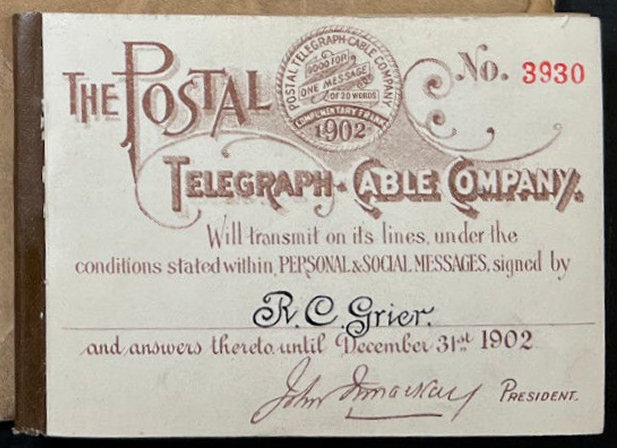 THE POSTAL
POSTAL TELEGRAPH-CABLE COMPANY
GOOD FOR
ONE MESSAGE
OF 20 WORDS
COMPLIMENTARY FRANK
1902
No. 3930
TELEGRAPH-CABLE COMPANY.
Will transmit on its lines, under the
conditions stated within, PERSONAL & SOCIAL MESSAGES, signed by
R. C. Grier.
and answers thereto until December 31st 1902
John W. Mackay PRESIDENT.